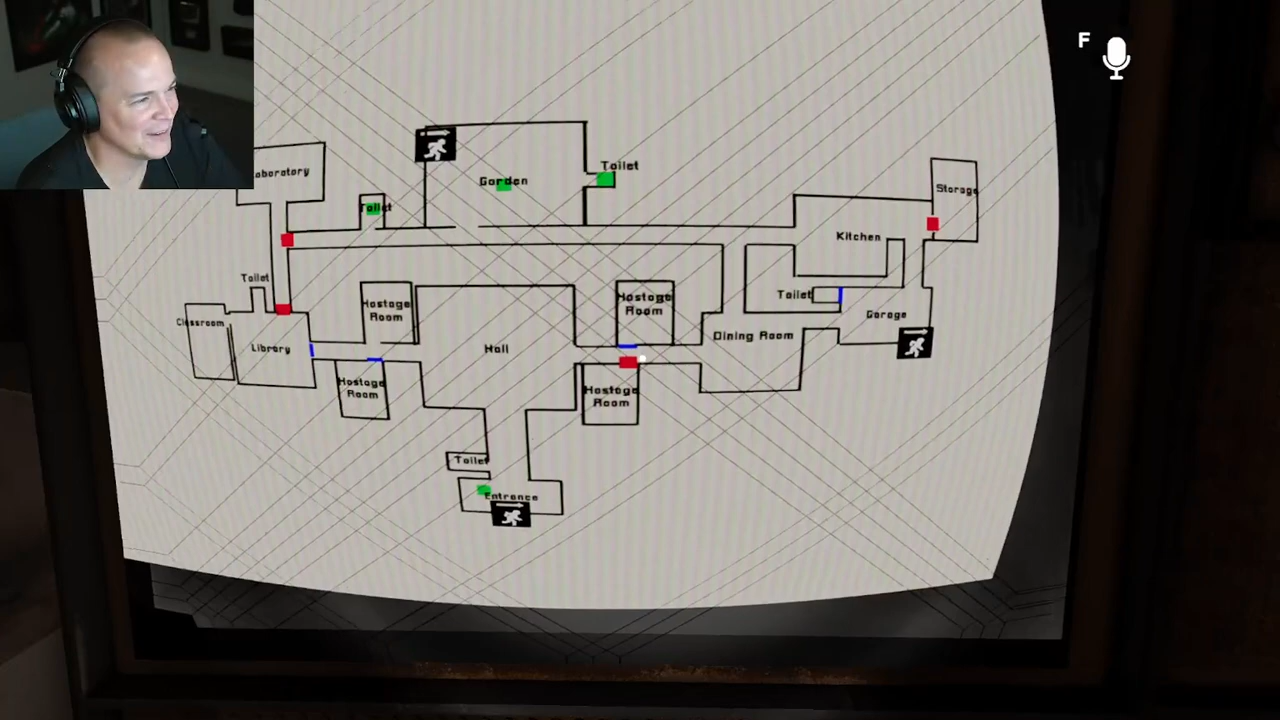 F
Laboratory
Toilet
Garden
Toilet
Storage
Kitchen
Toilet
Classroom
Library
Hostage
Room
Hall
Hostage
Room
Toilet
Garage
Dining Room
Hostage
Room
Hostage
Room
Toilet
Entrance